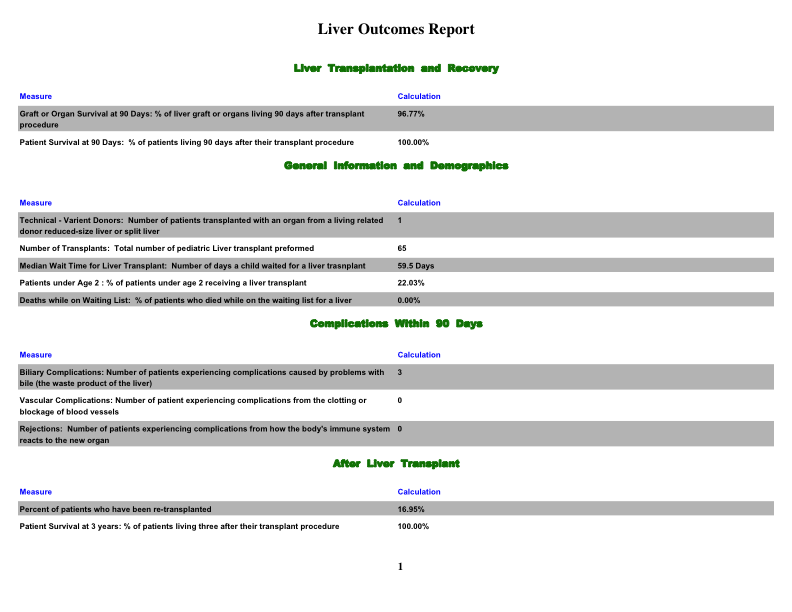 Liver Outcomes Report
Liver Transplantation and Recovery
Measure Calculation
Graft or Organ Survival at 90 Days: % of liver graft or organs living 90 days after transplant 96.77%
procedure
Patient Survival at 90 Days: % of patients living 90 days after their transplant procedure 100.00%
General Information and Demographics
Measure Calculation
Technical - Varient Donors: Number of patients transplanted with an organ from a living related 1
donor reduced-size liver or split liver
Number of Transplants: Total number of pediatric Liver transplant preformed 65
Median Wait Time for Liver Transplant: Number of days a child waited for a liver trasnplant 59.5 Days
Patients under Age 2 : % of patients under age 2 receiving a liver transplant 22.03%
Deaths while on Waiting List: % of patients who died while on the waiting list for a liver 0.00%
Complications Within 90 Days
Measure Calculation
Biliary Complications: Number of patients experiencing complications caused by problems with 3
bile (the waste product of the liver)
Vascular Complications: Number of patient experiencing complications from the clotting or 0
blockage of blood vessels
Rejections: Number of patients experiencing complications from how the body's immune system 0
reacts to the new organ
After Liver Transplant
Measure Calculation
Percent of patients who have been re-transplanted 16.95%
Patient Survival at 3 years: % of patients living three after their transplant procedure 100.00%
1